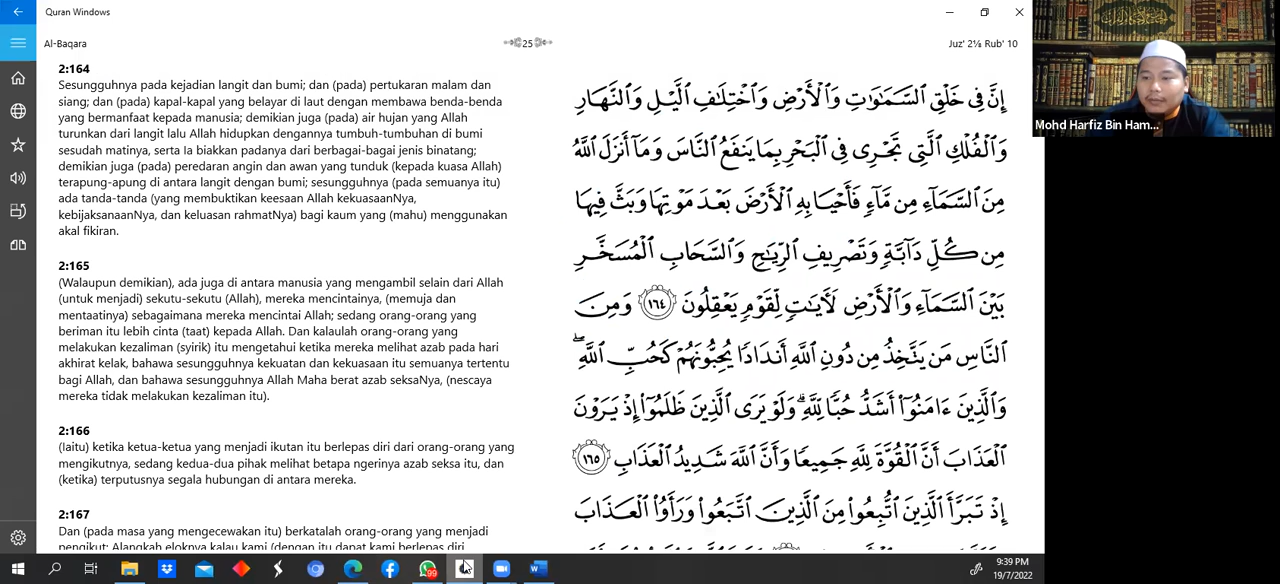 Quran Windows
Al-Baqara
25
Juz' 2⅛ Rub' 10
2:164
Sesungguhnya pada kejadian langit dan bumi; dan (pada) pertukaran malam dan
siang; dan (pada) kapal-kapal yang belayar di laut dengan membawa benda-benda
yang bermanfaat kepada manusia; demikian juga (pada) air hujan yang Allah
turunkan dari langit lalu Allah hidupkan dengannya tumbuh-tumbuhan di bumi
sesudah matinya, serta Ia biakkan padanya dari berbagai-bagai jenis binatang;
demikian juga (pada) peredaran angin dan awan yang tunduk (kepada kuasa Allah)
terapung-apung di antara langit dengan bumi; sesungguhnya (pada semuanya itu)
ada tanda-tanda (yang membuktikan keesaan Allah kekuasaanNya,
kebijaksanaanNya, dan keluasan rahmatNya) bagi kaum yang (mahu) menggunakan
akal fikiran.
2:165
(Walaupun demikian), ada juga di antara manusia yang mengambil selain dari Allah
(untuk menjadi) sekutu-sekutu (Allah), mereka mencintainya, (memuja dan
mentaatinya) sebagaimana mereka mencintai Allah; sedang orang-orang yang
beriman itu lebih cinta (taat) kepada Allah. Dan kalaulah orang-orang yang
melakukan kezaliman (syirik) itu mengetahui ketika mereka melihat azab pada hari
akhirat kelak, bahawa sesungguhnya kekuatan dan kekuasaan itu semuanya tertentu
bagi Allah, dan bahawa sesungguhnya Allah Maha berat azab seksaNya, (nescaya
mereka tidak melakukan kezaliman itu).
2:166
(Iaitu) ketika ketua-ketua yang menjadi ikutan itu berlepas diri dari orang-orang yang
mengikutnya, sedang kedua-dua pihak melihat betapa ngerinya azab seksa itu, dan
(ketika) terputusnya segala hubungan di antara mereka.
2:167
Dan (pada masa yang mengecewakan itu) berkatalah orang-orang yang menjadi
pengikut: Alangkah eloknya kalau kami (dengan itu dapat kami berlepas diri
إِنَّ فِى خَلْقِ ٱلسَّمَٰوَٰتِ وَٱلْأَرْضِ وَٱخْتِلَٰفِ ٱلَّيْلِ وَٱلنَّهَارِ
وَٱلْفُلْكِ ٱلَّتِى تَجْرِى فِى ٱلْبَحْرِ بِمَا يَنفَعُ ٱلنَّاسَ وَمَآ أَنزَلَ ٱللَّهُ
مِنَ ٱلسَّمَآءِ مِن مَّآءٍ فَأَحْيَا بِهِ ٱلْأَرْضَ بَعْدَ مَوْتِهَا وَبَثَّ فِيهَا
مِن كُلِّ دَآبَّةٍ وَتَصْرِيفِ ٱلرِّيَٰحِ وَٱلسَّحَابِ ٱلْمُسَخَّرِ
بَيْنَ ٱلسَّمَآءِ وَٱلْأَرْضِ لَءَايَٰتٍ لِّقَوْمٍ يَعْقِلُونَ ١٦٤ وَمِنَ
ٱلنَّاسِ مَن يَتَّخِذُ مِن دُونِ ٱللَّهِ أَندَادًا يُحِبُّونَهُمْ كَحُبِّ ٱللَّهِ ۖ
وَٱلَّذِينَ ءَامَنُوٓا۟ أَشَدُّ حُبًّا لِّلَّهِ ۗ وَلَوْ يَرَى ٱلَّذِينَ ظَلَمُوٓا۟ إِذْ يَرَوْنَ
ٱلْعَذَابَ أَنَّ ٱلْقُوَّةَ لِلَّهِ جَمِيعًا وَأَنَّ ٱللَّهَ شَدِيدُ ٱلْعَذَابِ ١٦٥
إِذْ تَبَرَّأَ ٱلَّذِينَ ٱتُّبِعُوا۟ مِنَ ٱلَّذِينَ ٱتَّبَعُوا۟ وَرَأَوُا۟ ٱلْعَذَابَ
Mohd Harfiz Bin Ham...
99
9:39 PM
19/7/2022